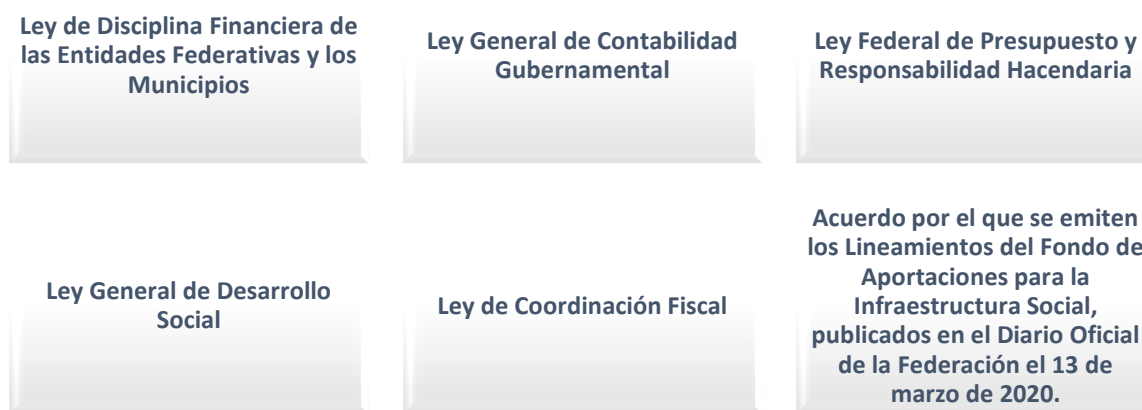 Ley de Disciplina Financiera de
las Entidades Federativas y los
Municipios
Ley General de Contabilidad
Gubernamental
Ley Federal de Presupuesto y
Responsabilidad Hacendaria
Ley General de Desarrollo
Social
Ley de Coordinación Fiscal
Acuerdo por el que se emiten
los Lineamientos del Fondo de
Aportaciones para la
Infraestructura Social,
publicados en el Diario Oficial
de la Federación el 13 de
marzo de 2020.